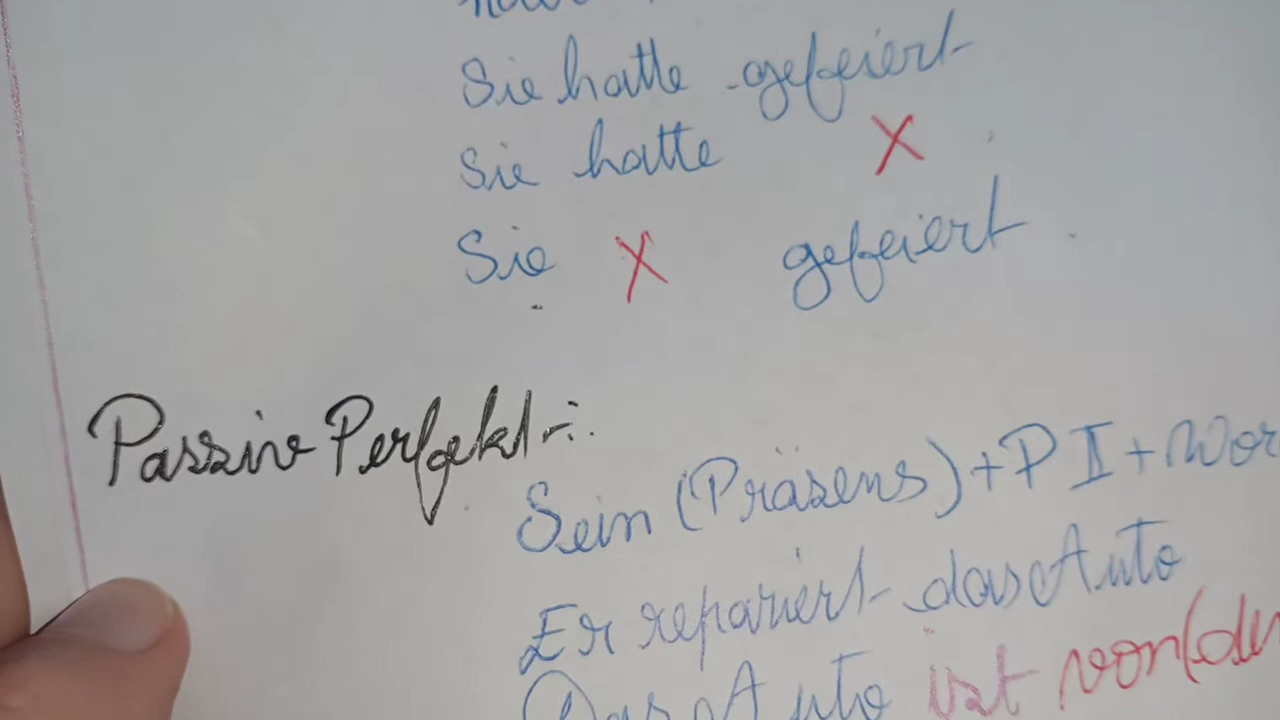 Sie hatte gefeiert
Sie hatte X
Sie X gefeiert
Passiv Perfekt -:
Sein (Präsens) + P II + Wor
Er repariert das Auto
Das Auto ist von (du